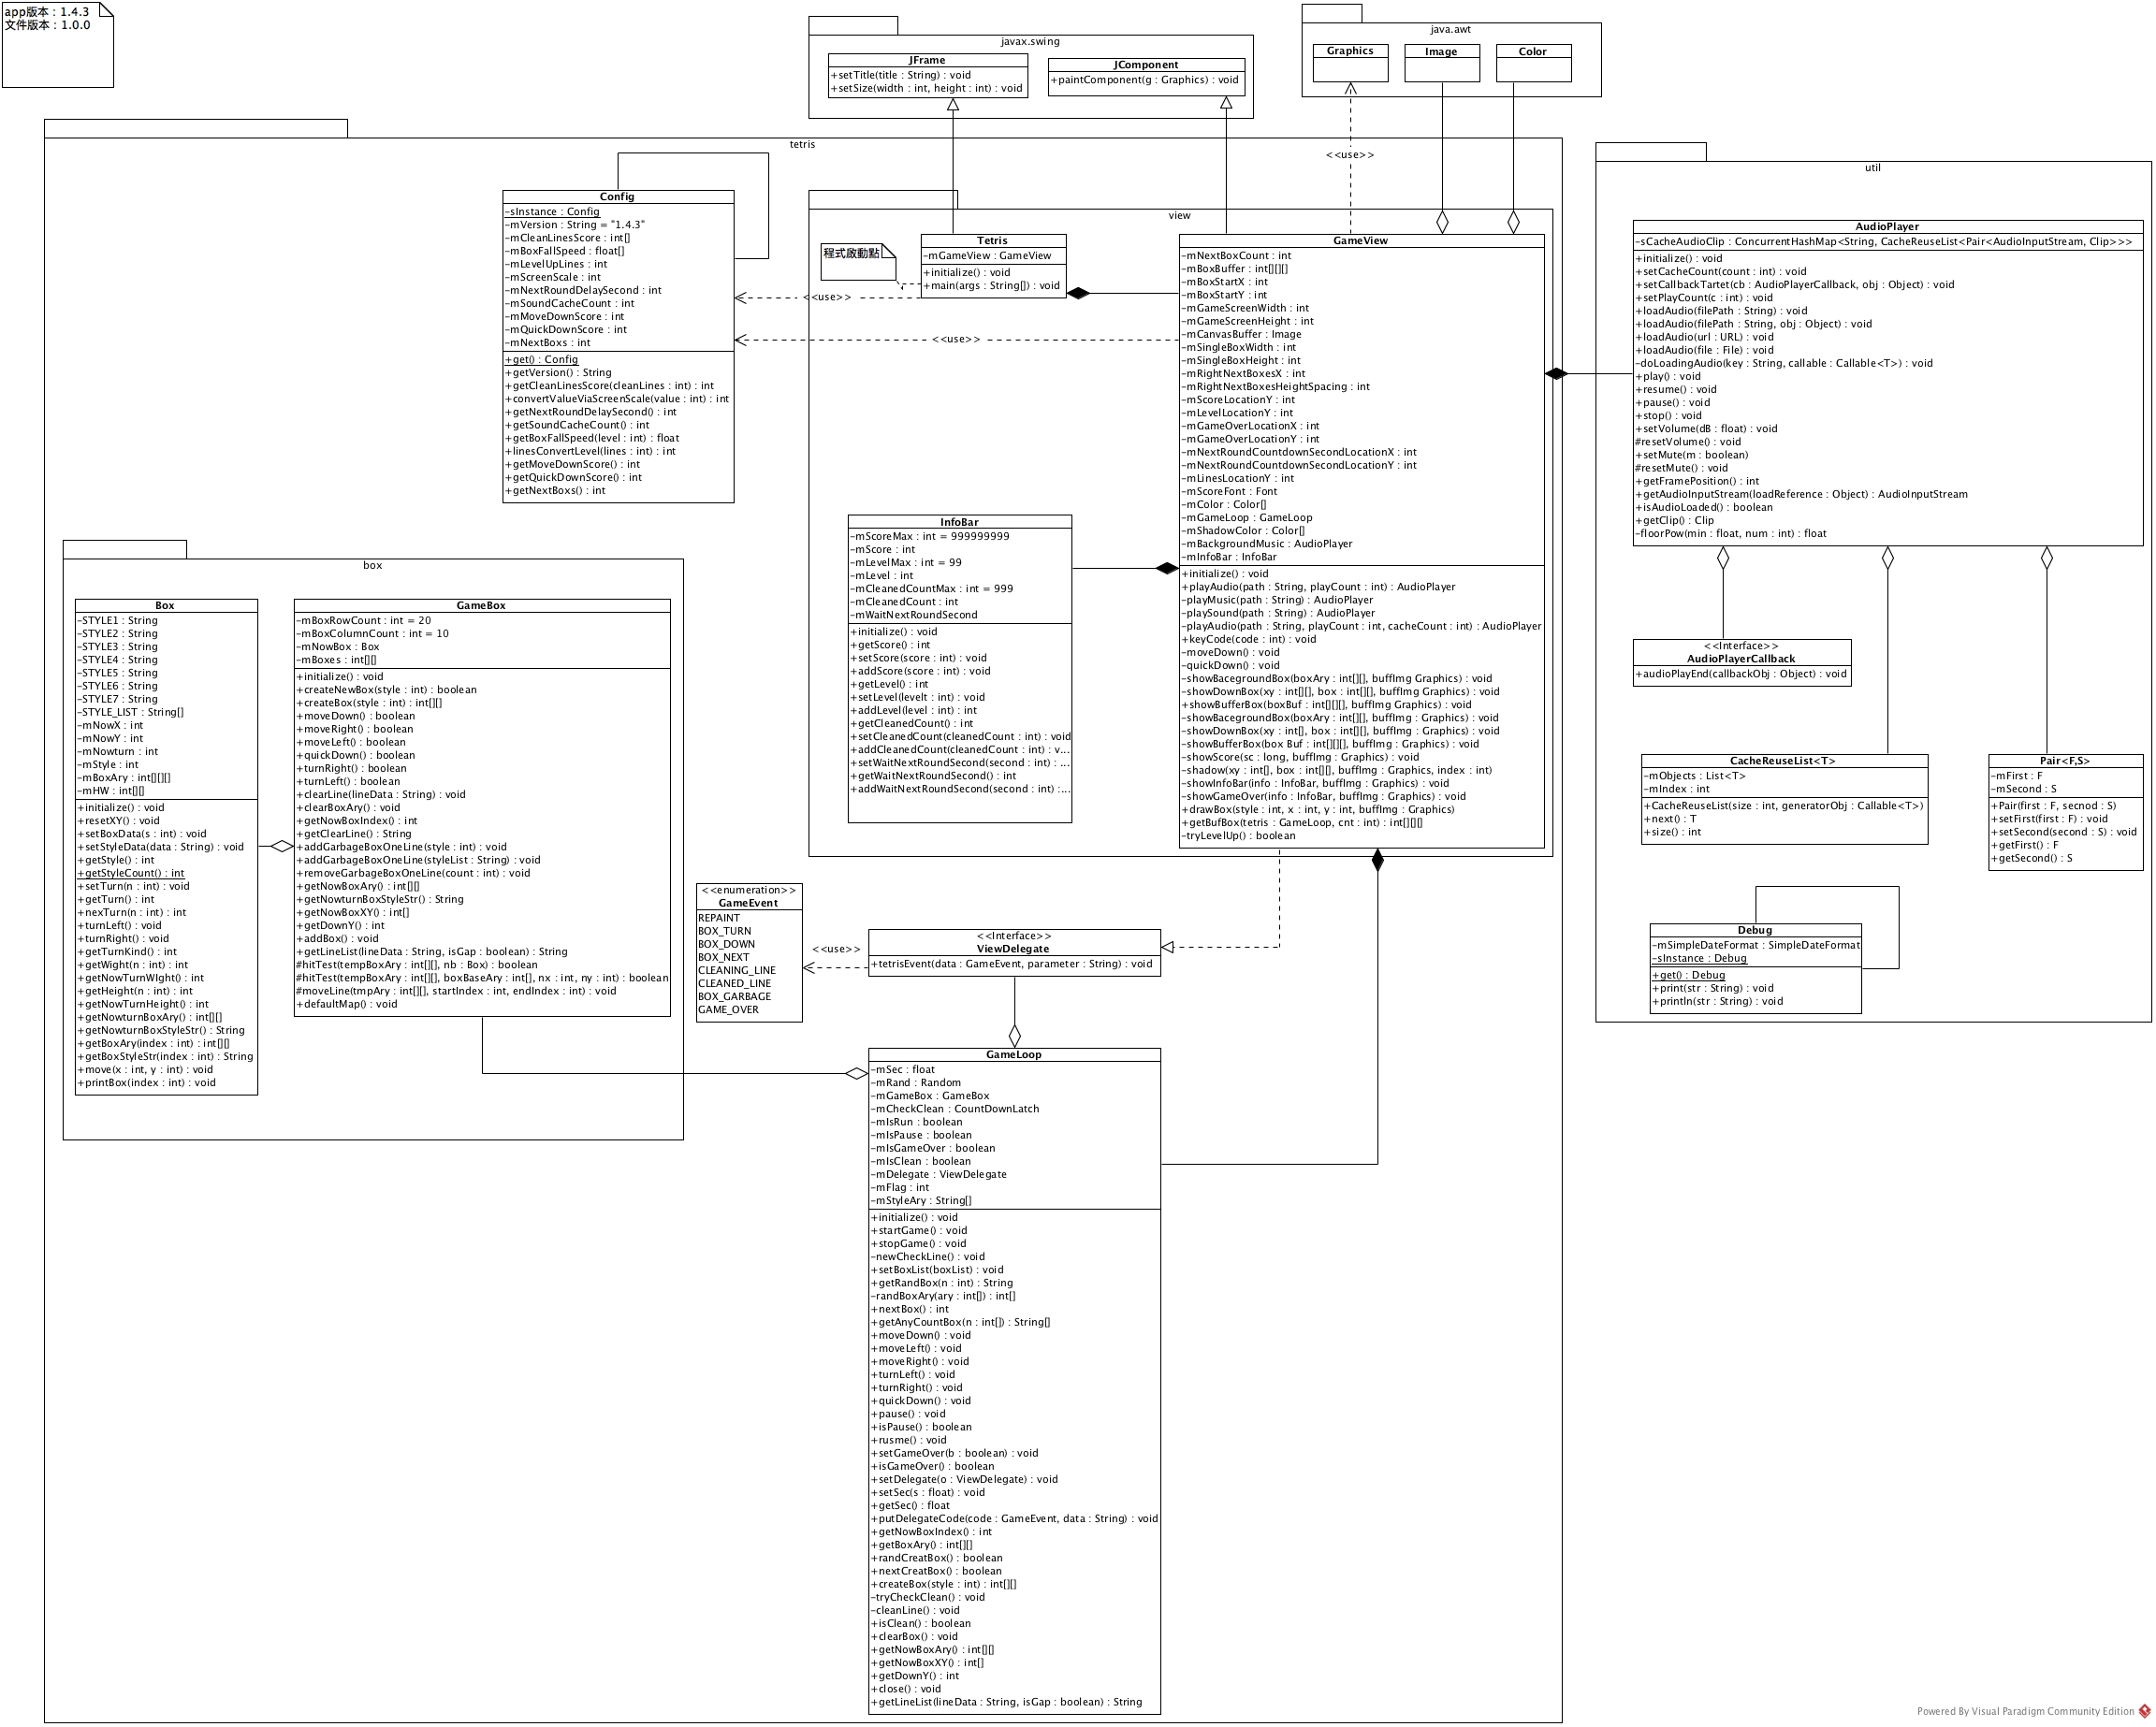 app版本 : 1.4.3
文件版本 : 1.0.0
javax.swing
JFrame
+setTitle(title : String) : void
+setSize(width : int, height : int) : void
JComponent
+paintComponent(g : Graphics) : void
java.awt
Graphics
Image
Color
<<use>>
tetris
Config
-sInstance : Config
-mVersion : String = "1.4.3"
-mCleanLinesScore : int[]
-mBoxFallSpeed : float[]
-mLevelUpLines : int
-mScreenScale : int
-mNextRoundDelaySecond : int
-mSoundCacheCount : int
-mMoveDownScore : int
-mQuickDownScore : int
-mNextBoxs : int
+get() : Config
+getVersion() : String
+getCleanLinesScore(cleanLines : int) : int
+convertValueViaScreenScale(value : int) : int
+getNextRoundDelaySecond() : int
+getSoundCacheCount() : int
+getBoxFallSpeed(level : int) : float
+linesConvertLevel(lines : int) : int
+getMoveDownScore() : int
+getQuickDownScore() : int
+getNextBoxs() : int
view
程式啟動點
Tetris
-mGameView : GameView
+initialize() : void
+main(args : String[]) : void
<<use>>
<<use>>
GameView
-mNextBoxCount : int
-mBoxBuffer : int[][][]
-mBoxStartX : int
-mBoxStartY : int
-mGameScreenWidth : int
-mGameScreenHeight : int
-mCanvasBuffer : Image
-mSingleBoxWidth : int
-mSingleBoxHeight : int
-mRightNextBoxesX : int
-mRightNextBoxesHeightSpacing : int
-mScoreLocationY : int
-mLevelLocationY : int
-mGameOverLocationX : int
-mGameOverLocationY : int
-mNextRoundCountdownSecondLocationX : int
-mNextRoundCountdownSecondLocationY : int
-mLinesLocationY : int
-mScoreFont : Font
-mColor : Color[]
-mGameLoop : GameLoop
-mShadowColor : Color[]
-mBackgroundMusic : AudioPlayer
-mInfoBar : InfoBar
+initialize() : void
+playAudio(path : String, playCount : int) : AudioPlayer
-playMusic(path : String) : AudioPlayer
-playSound(path : String) : AudioPlayer
-playAudio(path : String, playCount : int, cacheCount : int) : AudioPlayer
+keyCode(code : int) : void
-moveDown() : void
-quickDown() : void
-showBacegroundBox(boxAry : int[][], buffImg Graphics) : void
-showDownBox(xy : int[][], box : int[][], buffImg Graphics) : void
+showBufferBox(boxBuf : int[][][], buffImg Graphics) : void
-showBacegroundBox(boxAry : int[][], buffImg : Graphics) : void
-showDownBox(xy : int[], box : int[][], buffImg : Graphics) : void
-showBufferBox(box Buf : int[][][], buffImg : Graphics) : void
-showScore(sc : long, buffImg : Graphics) : void
-shadow(xy : int[], box : int[][], buffImg : Graphics, index : int)
-showInfoBar(info : InfoBar, buffImg : Graphics) : void
-showGameOver(info : InfoBar, buffImg : Graphics) : void
+drawBox(style : int, x : int, y : int, buffImg : Graphics)
+getBufBox(tetris : GameLoop, cnt : int) : int[][][]
-tryLevelUp() : boolean
InfoBar
-mScoreMax : int = 999999999
-mScore : int
-mLevelMax : int = 99
-mLevel : int
-mCleanedCountMax : int = 999
-mCleanedCount : int
-mWaitNextRoundSecond
+initialize() : void
+getScore() : int
+setScore(score : int) : void
+addScore(score : int) : void
+getLevel() : int
+setLevel(levelt : int) : void
+addLevel(level : int) : int
+getCleanedCount() : int
+setCleanedCount(cleanedCount : int) : void
+addCleanedCount(cleanedCount : int) : v...
+setWaitNextRoundSecond(second : int) : ...
+getWaitNextRoundSecond() : int
+addWaitNextRoundSecond(second : int) :...
util
AudioPlayer
-sCacheAudioClip : ConcurrentHashMap<String, CacheReuseList<Pair<AudioInputStream, Clip>>>
+initialize() : void
+setCacheCount(count : int) : void
+setCallbackTartet(cb : AudioPlayerCallback, obj : Object) : void
+setPlayCount(c : int) : void
+loadAudio(filePath : String) : void
+loadAudio(filePath : String, obj : Object) : void
+loadAudio(url : URL) : void
+loadAudio(file : File) : void
-doLoadingAudio(key : String, callable : Callable<T>) : void
+play() : void
+resume() : void
+pause() : void
+stop() : void
+setVolume(dB : float) : void
#resetVolume() : void
+setMute(m : boolean)
#resetMute() : void
+getFramePosition() : int
+getAudioInputStream(loadReference : Object) : AudioInputStream
+isAudioLoaded() : boolean
+getClip() : Clip
-floorPow(min : float, num : int) : float
<<Interface>>
AudioPlayerCallback
+audioPlayEnd(callbackObj : Object) : void
CacheReuseList<T>
-mObjects : List<T>
-mIndex : int
+CacheReuseList(size : int, generatorObj : Callable<T>)
+next() : T
+size() : int
Pair<F,S>
-mFirst : F
-mSecond : S
+Pair(first : F, secnod : S)
+setFirst(first : F) : void
+setSecond(second : S) : void
+getFirst() : F
+getSecond() : S
Debug
-mSimpleDateFormat : SimpleDateFormat
-sInstance : Debug
+get() : Debug
+print(str : String) : void
+println(str : String) : void
box
Box
-STYLE1 : String
-STYLE2 : String
-STYLE3 : String
-STYLE4 : String
-STYLE5 : String
-STYLE6 : String
-STYLE7 : String
-STYLE_LIST : String[]
-mNowX : int
-mNowY : int
-mNowturn : int
-mStyle : int
-mBoxAry : int[][][]
-mHW : int[][]
+initialize() : void
+resetXY() : void
+setBoxData(s : int) : void
+setStyleData(data : String) : void
+getStyle() : int
+getStyleCount() : int
+setTurn(n : int) : void
+getTurn() : int
+nexTurn(n : int) : int
+turnLeft() : void
+turnRight() : void
+getTurnKind() : int
+getWight(n : int) : int
+getNowTurnWIght() : int
+getHeight(n : int) : int
+getNowTurnHeight() : int
+getNowturnBoxAry() : int[][]
+getNowturnBoxStyleStr() : String
+getBoxAry(index : int) : int[][]
+getBoxStyleStr(index : int) : String
+move(x : int, y : int) : void
+printBox(index : int) : void
GameBox
-mBoxRowCount : int = 20
-mBoxColumnCount : int = 10
-mNowBox : Box
-mBoxes : int[][]
+initialize() : void
+createNewBox(style : int) : boolean
+createBox(style : int) : int[][]
+moveDown() : boolean
+moveRight() : boolean
+moveLeft() : boolean
+quickDown() : boolean
+turnRight() : boolean
+turnLeft() : boolean
+clearLine(lineData : String) : void
+clearBoxAry() : void
+getNowBoxIndex() : int
+getClearLine() : String
+addGarbageBoxOneLine(style : int) : void
+addGarbageBoxOneLine(styleList : String) : void
+removeGarbageBoxOneLine(count : int) : void
+getNowBoxAry() : int[][]
+getNowturnBoxStyleStr() : String
+getNowBoxXY() : int[]
+getDownY() : int
+addBox() : void
+getLineList(lineData : String, isGap : boolean) : String
#hitTest(tempBoxAry : int[][], nb : Box) : boolean
#hitTest(tempBoxAry : int[][], boxBaseAry : int[], nx : int, ny : int) : boolean
#moveLine(tmpAry : int[][], startIndex : int, endIndex : int) : void
+defaultMap() : void
<<enumeration>>
GameEvent
REPAINT
BOX_TURN
BOX_DOWN
BOX_NEXT
CLEANING_LINE
CLEANED_LINE
BOX_GARBAGE
GAME_OVER
<<use>>
<<Interface>>
ViewDelegate
+tetrisEvent(data : GameEvent, parameter : String) : void
GameLoop
-mSec : float
-mRand : Random
-mGameBox : GameBox
-mCheckClean : CountDownLatch
-mIsRun : boolean
-mIsPause : boolean
-mIsGameOver : boolean
-mIsClean : boolean
-mDelegate : ViewDelegate
-mFlag : int
-mStyleAry : String[]
+initialize() : void
+startGame() : void
+stopGame() : void
-newCheckLine() : void
+setBoxList(boxList) : void
+getRandBox(n : int) : String
-randBoxAry(ary : int[]) : int[]
+nextBox() : int
+getAnyCountBox(n : int[]) : String[]
+moveDown() : void
+moveLeft() : void
+moveRight() : void
+turnLeft() : void
+turnRight() : void
+quickDown() : void
+pause() : void
+isPause() : boolean
+rusme() : void
+setGameOver(b : boolean) : void
+isGameOver() : boolean
+setDelegate(o : ViewDelegate) : void
+setSec(s : float) : void
+getSec() : float
+putDelegateCode(code : GameEvent, data : String) : void
+getNowBoxIndex() : int
+getBoxAry() : int[][]
+randCreatBox() : boolean
+nextCreatBox() : boolean
+createBox(style : int) : int[][]
-tryCheckClean() : void
-cleanLine() : void
+isClean() : boolean
+clearBox() : void
+getNowBoxAry() : int[][]
+getNowBoxXY() : int[]
+getDownY() : int
+close() : void
+getLineList(lineData : String, isGap : boolean) : String
Powered By Visual Paradigm Community Edition